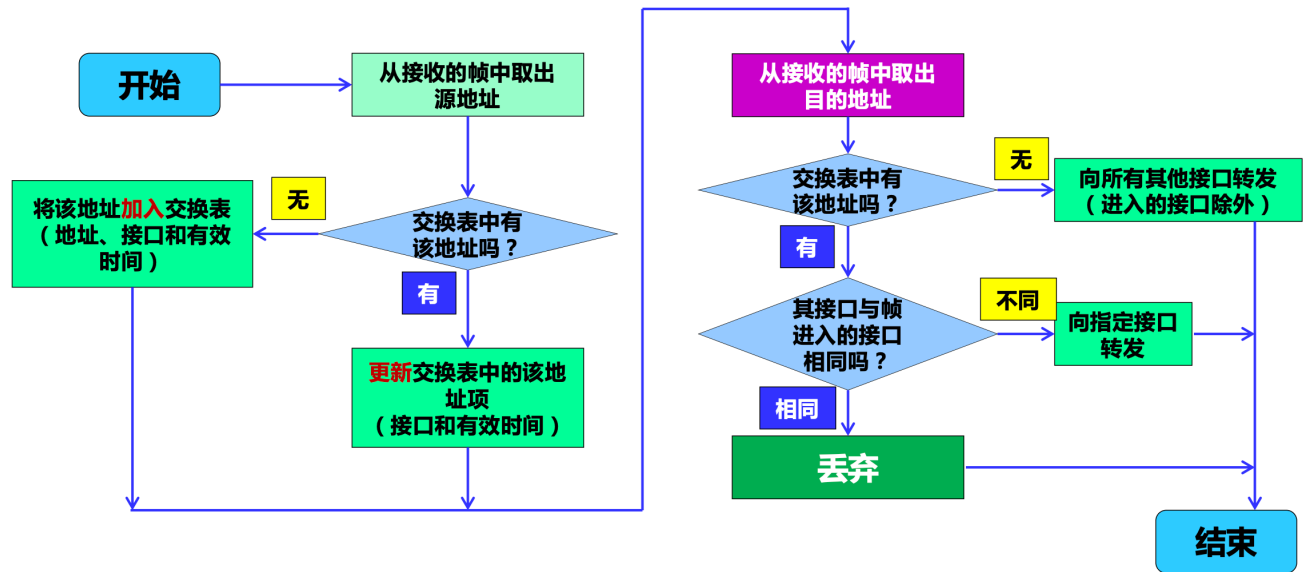 开始
从接收的帧中取出
源地址
交换表中有
该地址吗？
无
将该地址加入交换表
（地址、接口和有效
时间）
有
更新交换表中的该地
址项
（接口和有效时间）
从接收的帧中取出
目的地址
交换表中有
该地址吗？
无
向所有其他接口转发
（进入的接口除外）
有
其接口与帧
进入的接口
相同吗？
不同
向指定接口
转发
相同
丢弃
结束